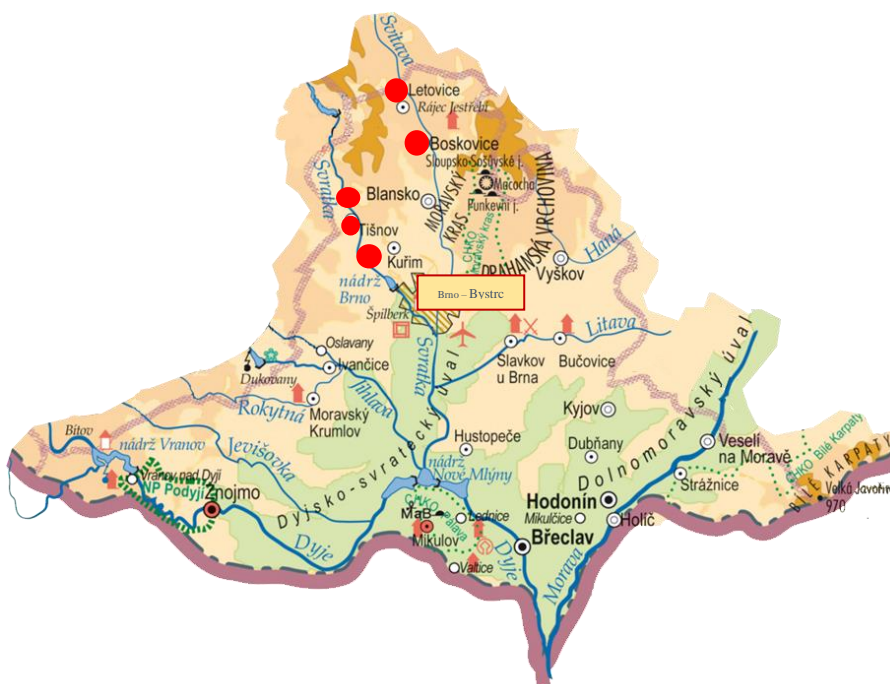 Svitava
Letovice
Rájec Jestřebí
Boskovice
Sloupsko-Šošůvské j.
Macocha
Punkevní j.
Svratka
Blansko
MORAVSKÝ
KRAS
CHKO
Moravský kras
DRAHANSKÁ VRCHOVINA
Haná
Vyškov
Tišnov
Kuřim
nádrž
Brno
Brno – Bystrc
Špilberk
Svratka
Litava
Slavkov
u Brna
Bučovice
Oslavany
Ivančice
Dukovany
Jihlava
Rokytná
Moravský
Krumlov
Jevišovka
Dyjsko-svratecký úval
Dolnomoravský úval
Kyjov
Hustopeče
Dubňany
Veselí
na Moravě
Strážnice
CHKO Bílé Karpaty
BÍLÉ KARPATY
Velká Javořina
970
Bítov
nádrž Vranov
Vranov nad Dyjí
NP Podyjí
Znojmo
nádrž
Nové Mlýny
CHKO
Pálava
MaB
Mikulov
Lednice
Valtice
Dyje
Dyje
Břeclav
Hodonín
Mikulčice
Holíč
Morava